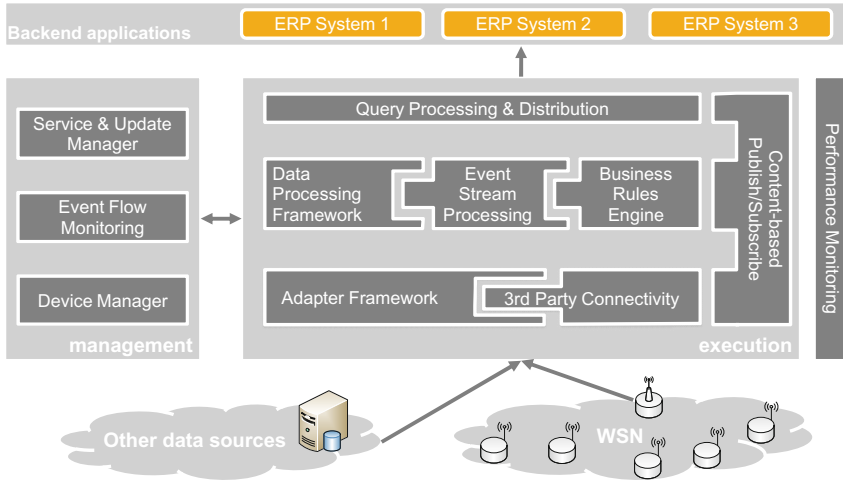 Backend applications
ERP System 1
ERP System 2
ERP System 3
Service & Update
Manager
Event Flow
Monitoring
Device Manager
management
Query Processing & Distribution
Data
Processing
Framework
Event
Stream
Processing
Business
Rules
Engine
Adapter Framework
3rd Party Connectivity
Content-based
Publish/Subscribe
execution
Performance Monitoring
Other data sources
WSN